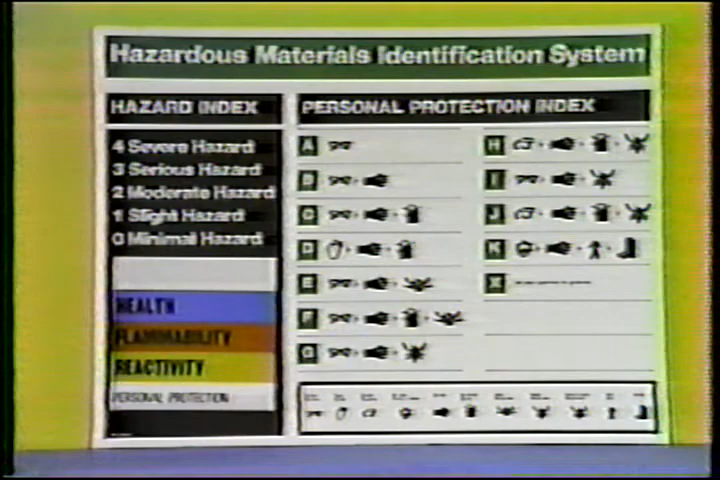 Hazardous Materials Identification System
HAZARD INDEX
4 Severe Hazard
3 Serious Hazard
2 Moderate Hazard
1 Slight Hazard
0 Minimal Hazard
HEALTH
FLAMMABILITY
REACTIVITY
PERSONAL PROTECTION
PERSONAL PROTECTION INDEX
A
B
C
D
E
F
G
H
I
J
K
X